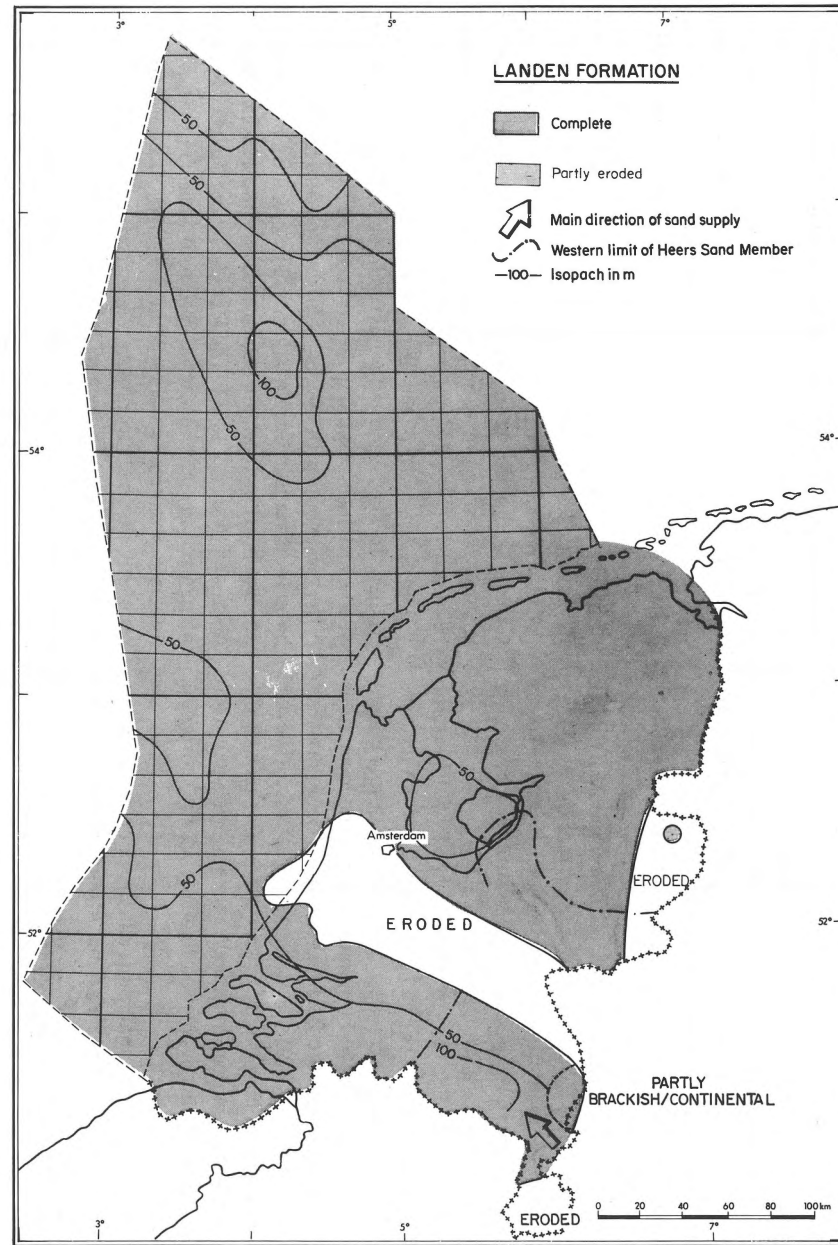 3°
5°
7°
LANDEN FORMATION
Complete
Partly eroded
Main direction of sand supply
Western limit of Heers Sand Member
—100— Isopach in m
50
50
100
50
54°
54°
50
50
Amsterdam
ERODED
50
ERODED
52°
52°
50
100
PARTLY
BRACKISH/CONTINENTAL
ERODED
0 20 40 60 80 100km
3°
5°
7°